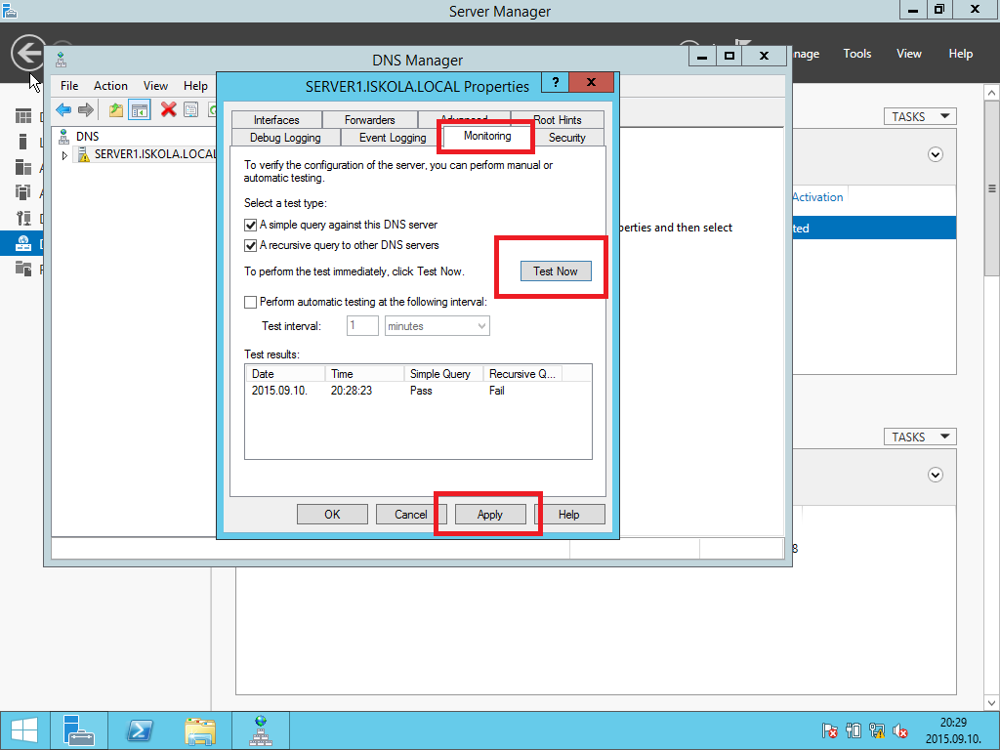 Server Manager
nage Tools View Help
DNS Manager
File Action View Help
SERVER1.ISKOLA.LOCAL Properties
?
DNS
SERVER1.ISKOLA.LOCAL
Interfaces Forwarders Advanced Root Hints
Debug Logging Event Logging Monitoring Security
To verify the configuration of the server, you can perform manual or
automatic testing.
Select a test type:
A simple query against this DNS server
A recursive query to other DNS servers
To perform the test immediately, click Test Now.
Test Now
Perform automatic testing at the following interval:
Test interval: 1 minutes
Test results:
Date Time Simple Query Recursive Q...
2015.09.10. 20:28:23 Pass Fail
OK Cancel Apply Help
perties and then select
TASKS
Activation
ted
TASKS
8
20:29
2015.09.10.